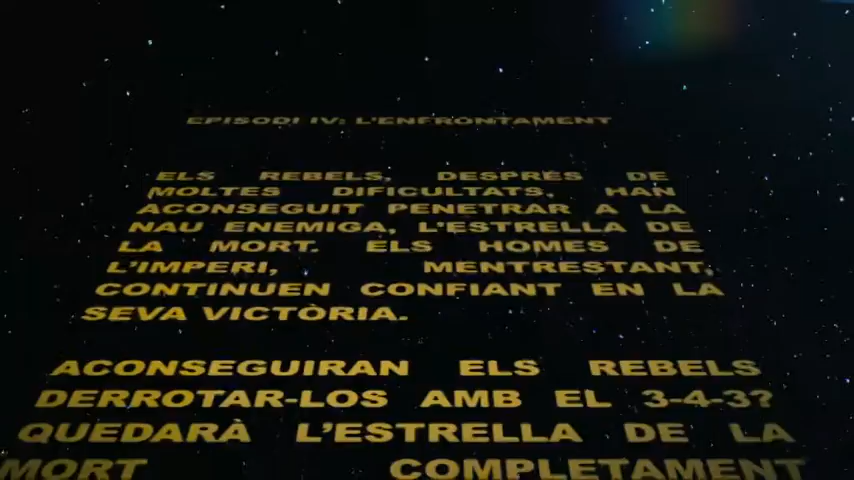 EPISODI IV: L'ENFRONTAMENT
ELS REBELS, DESPRÉS DE
MOLTES DIFICULTATS, HAN
ACONSEGUIT PENETRAR A LA
NAU ENEMIGA, L'ESTRELLA DE
LA MORT. ELS HOMES DE
L'IMPERI, MENTRESTANT,
CONTINUEN CONFIANT EN LA
SEVA VICTÒRIA.
ACONSEGUIRAN ELS REBELS
DERROTAR-LOS AMB EL 3-4-3?
QUEDARÀ L'ESTRELLA DE LA
MORT COMPLETAMENT